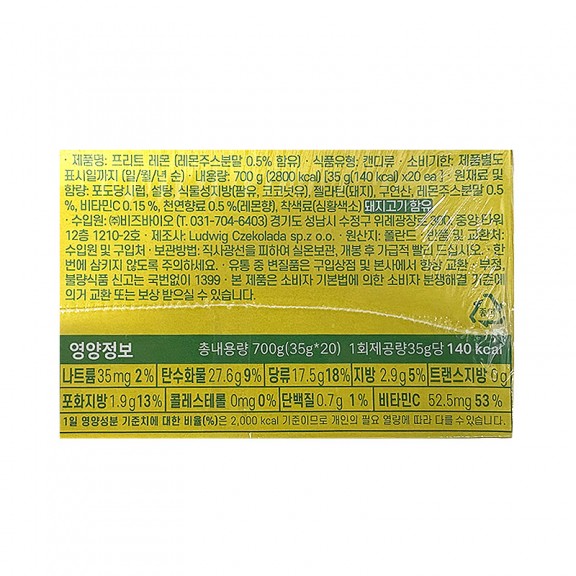 · 제품명: 프리트 레몬 (레몬주스분말 0.5% 함유) · 식품유형: 캔디류 · 소비기한: 제품별도
표시일까지 (일/월/년 순) · 내용량: 700 g (2800 kcal) [35 g(140 kcal) x20 ea] · 원재료 및
함량: 포도당시럽, 설탕, 식물성유지(팜유, 코코넛유), 젤라틴(돼지), 구연산, 레몬주스분말 0.5
%, 비타민C 0.15 %, 천연향료 0.5 %(레몬향), 착색료(심황색소) 돼지고기 함유
· 수입원: ㈜비즈바이오 (T. 031-704-6403) 경기도 성남시 수정구 위례광장로 300, 중앙타워
12층 1210-2호 · 제조사: Ludwig Czekolada sp.z o.o. · 원산지: 폴란드 · 반품 및 교환처:
수입원 및 구입처 · 보관방법: 직사광선을 피하여 실온보관, 개봉 후 기급적 빨리 드십시오. · 한
번에 삼키지 않도록 주의하세요. · 유통 중 변질품은 구입상점 및 본사에서 항상 교환 · 부정,
불량식품 신고는 국번없이 1399 · 본 제품은 소비자 기본법에 의한 소비자 분쟁해결 기준에
의거 교환 또는 보상 받으실 수 있습니다.
영양정보 총내용량 700g(35g*20) 1회제공량35g당 140 kcal
나트륨35mg 2% 탄수화물27.6g9% 당류17.5g18% 지방2.9g5% 트랜스지방0g
포화지방1.9g13% 콜레스테롤0mg0% 단백질0.7g1% 비타민C 52.5mg53%
1일 영양성분 기준치에 대한 비율(%)은 2,000 kcal 기준이므로 개인의 필요 열량에 따라 다를 수 있습니다.